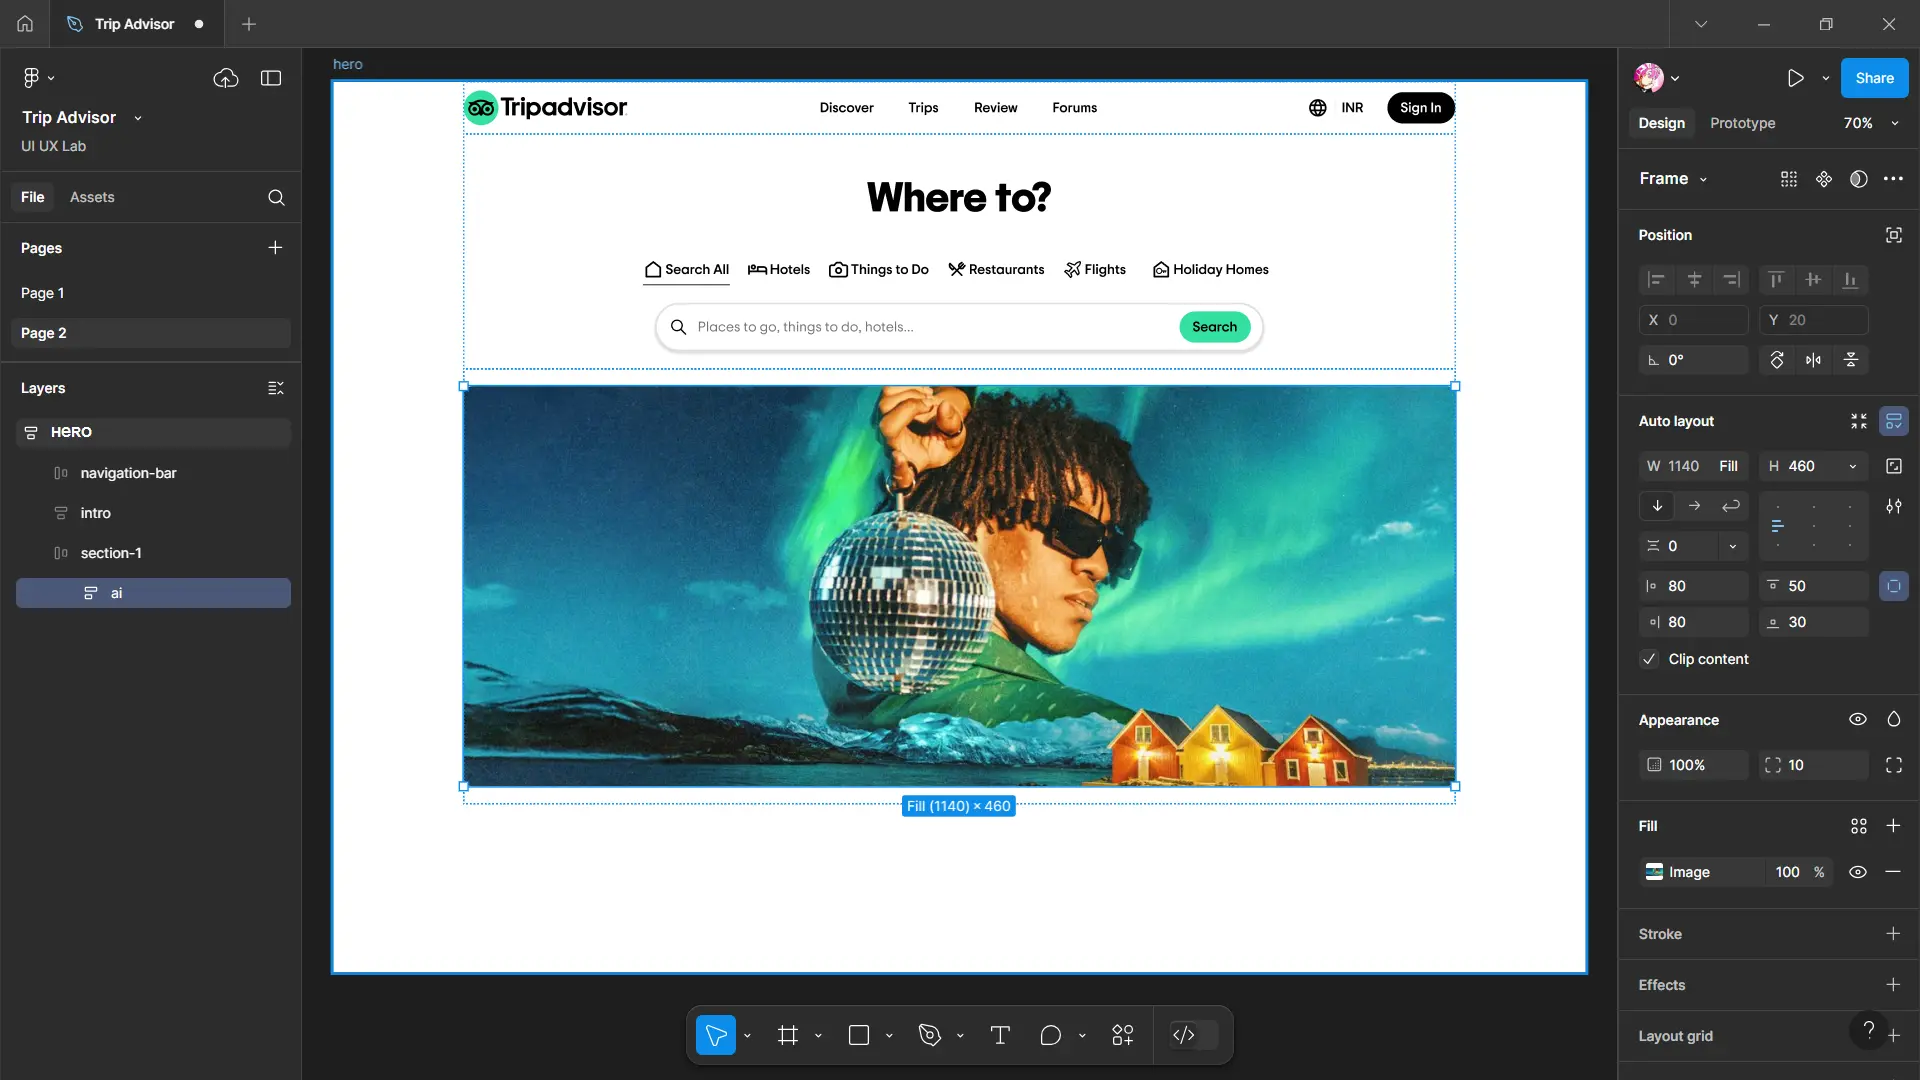 Trip Advisor
Trip Advisor
UI UX Lab
File Assets
Pages
Page 1
Page 2
Layers
HERO
navigation-bar
intro
section-1
ai
hero
Tripadvisor
Discover Trips Review Forums INR Sign In
Where to?
Search All Hotels Things to Do Restaurants Flights Holiday Homes
Places to go, things to do, hotels... Search
Fill (1140) × 460
Share
Design Prototype 70%
Frame
Position
X 0 Y 20
0°
Auto layout
W 1140 Fill H 460
0
80 50
80 30
Clip content
Appearance
100% 10
Fill
Image 100 %
Stroke
Effects
Layout grid
?